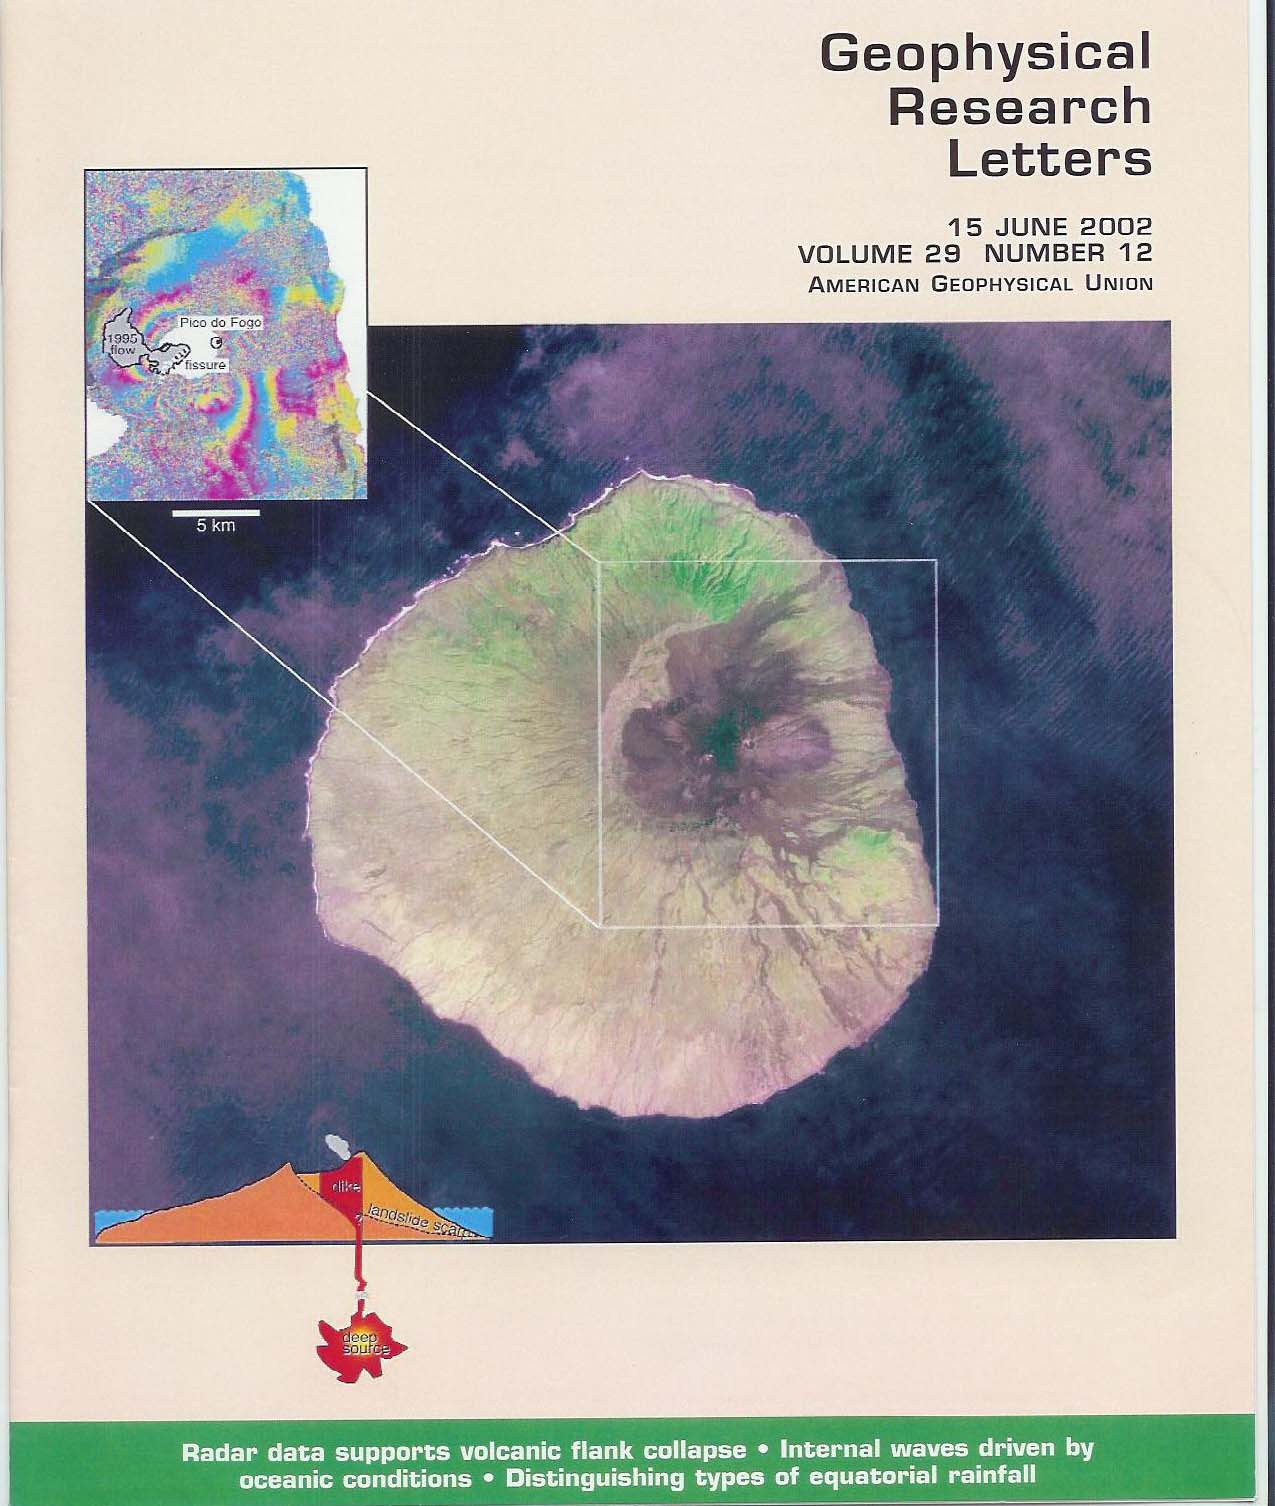 Geophysical
Research
Letters
15 JUNE 2002
VOLUME 29 NUMBER 12
AMERICAN GEOPHYSICAL UNION
Pico do Fogo
1995
flow
fissure
5 km
dike
landslide scarp
deep
source
Radar data supports volcanic flank collapse • Internal waves driven by
oceanic conditions • Distinguishing types of equatorial rainfall